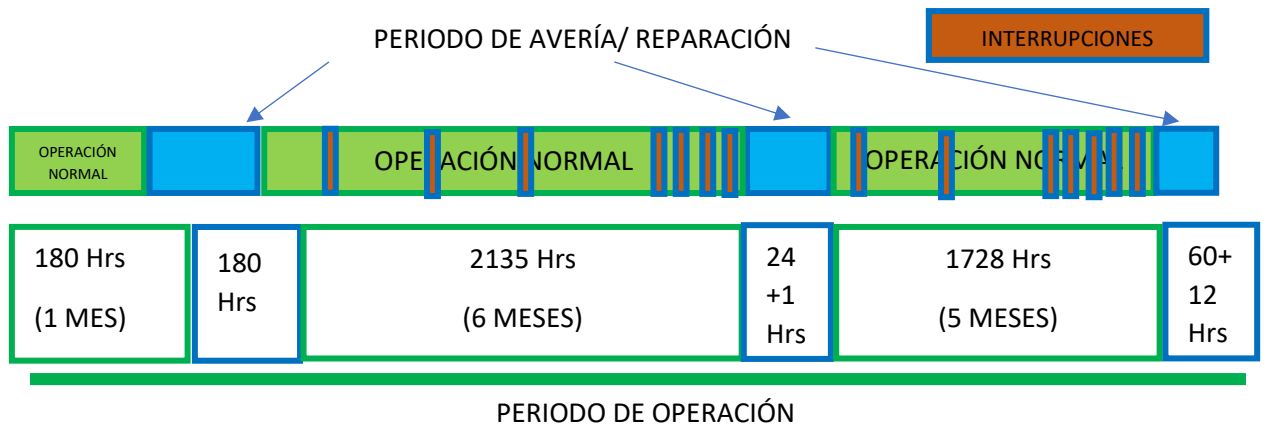 PERIODO DE AVERÍA/ REPARACIÓN
INTERRUPCIONES
OPERACIÓN
NORMAL
OPERACIÓN NORMAL
OPERACIÓN NORMAL
180 Hrs
(1 MES)
180
Hrs
2135 Hrs
(6 MESES)
24
+1
Hrs
1728 Hrs
(5 MESES)
60+
12
Hrs
PERIODO DE OPERACIÓN